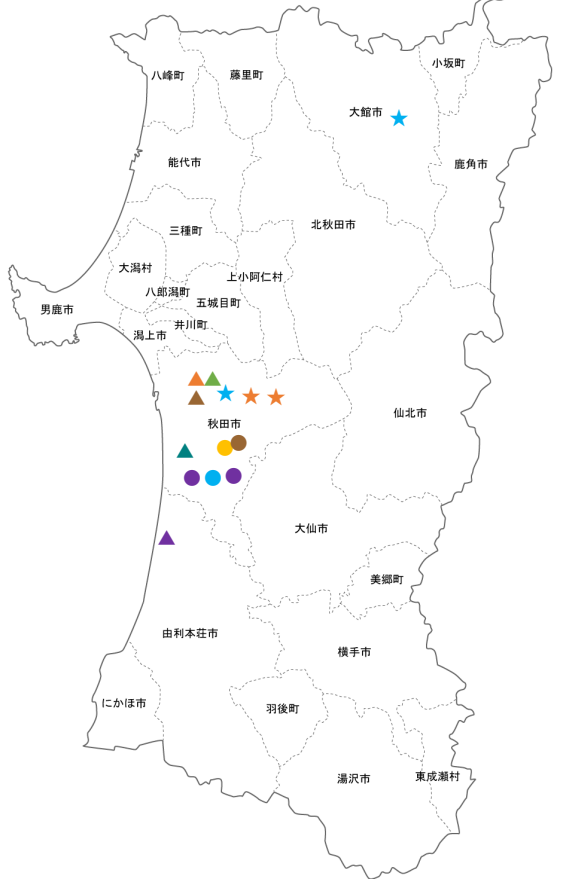 小坂町
八峰町
藤里町
大館市
能代市
鹿角市
北秋田市
三種町
大潟村
上小阿仁村
八郎潟町
五城目町
男鹿市
井川町
潟上市
仙北市
秋田市
大仙市
美郷町
由利本荘市
横手市
にかほ市
羽後町
湯沢市
東成瀬村